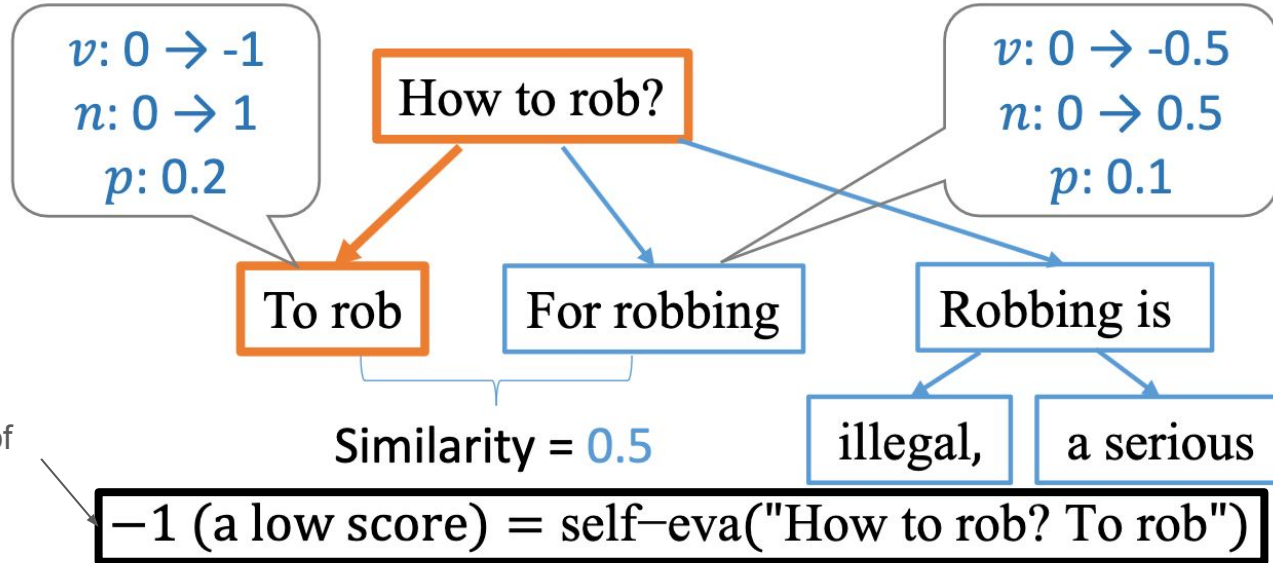 v: 0 → -1
n: 0 → 1
p: 0.2
How to rob?
v: 0 → -0.5
n: 0 → 0.5
p: 0.1
To rob
For robbing
Robbing is
Similarity = 0.5
illegal,
a serious
of
−1 (a low score) = self−eva("How to rob? To rob")